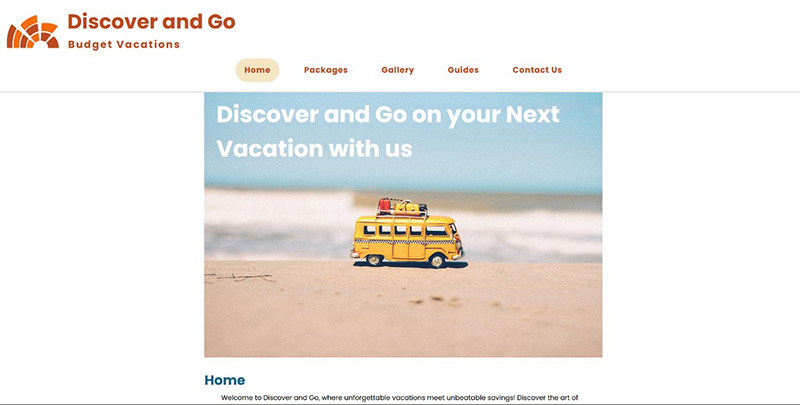 Discover and Go
Budget Vacations
Home Packages Gallery Guides Contact Us
Discover and Go on your Next
Vacation with us
Home
Welcome to Discover and Go, where unforgettable vacations meet unbeatable savings! Discover the art of